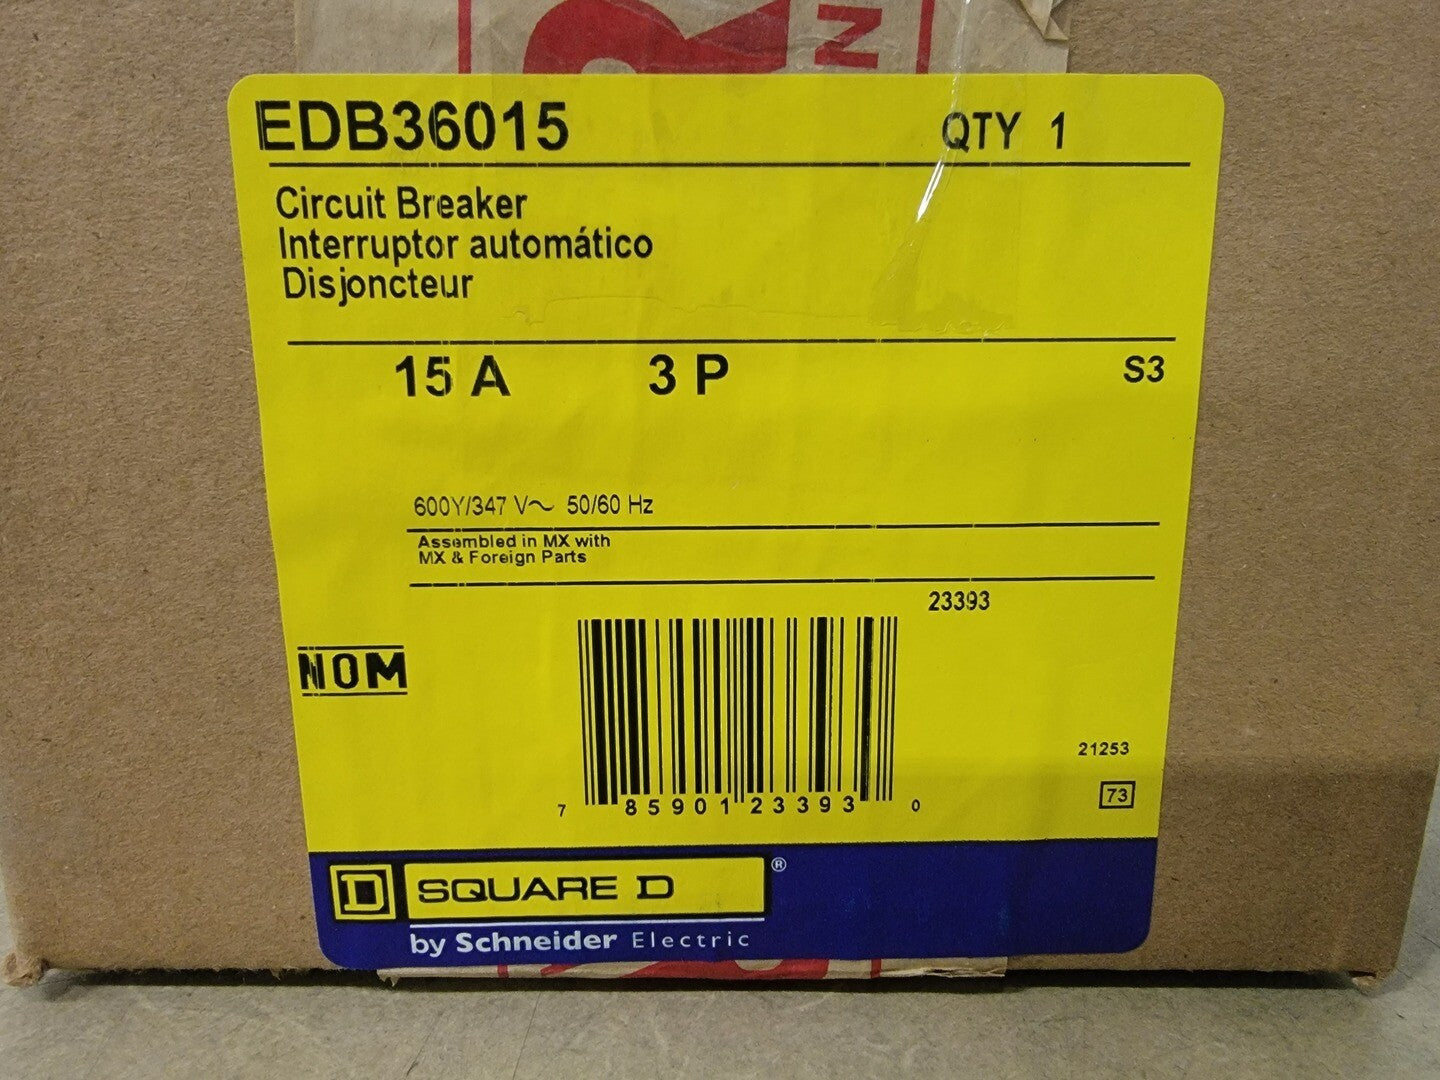 N
EDB36015 QTY 1
Circuit Breaker
Interruptor automático
Disjoncteur
15 A 3 P S3
600Y/347 V~ 50/60 Hz
Assembled in MX with
MX & Foreign Parts
23393
NOM
21253
7 85901 23393 0
73
D SQUARE D ®
by Schneider Electric